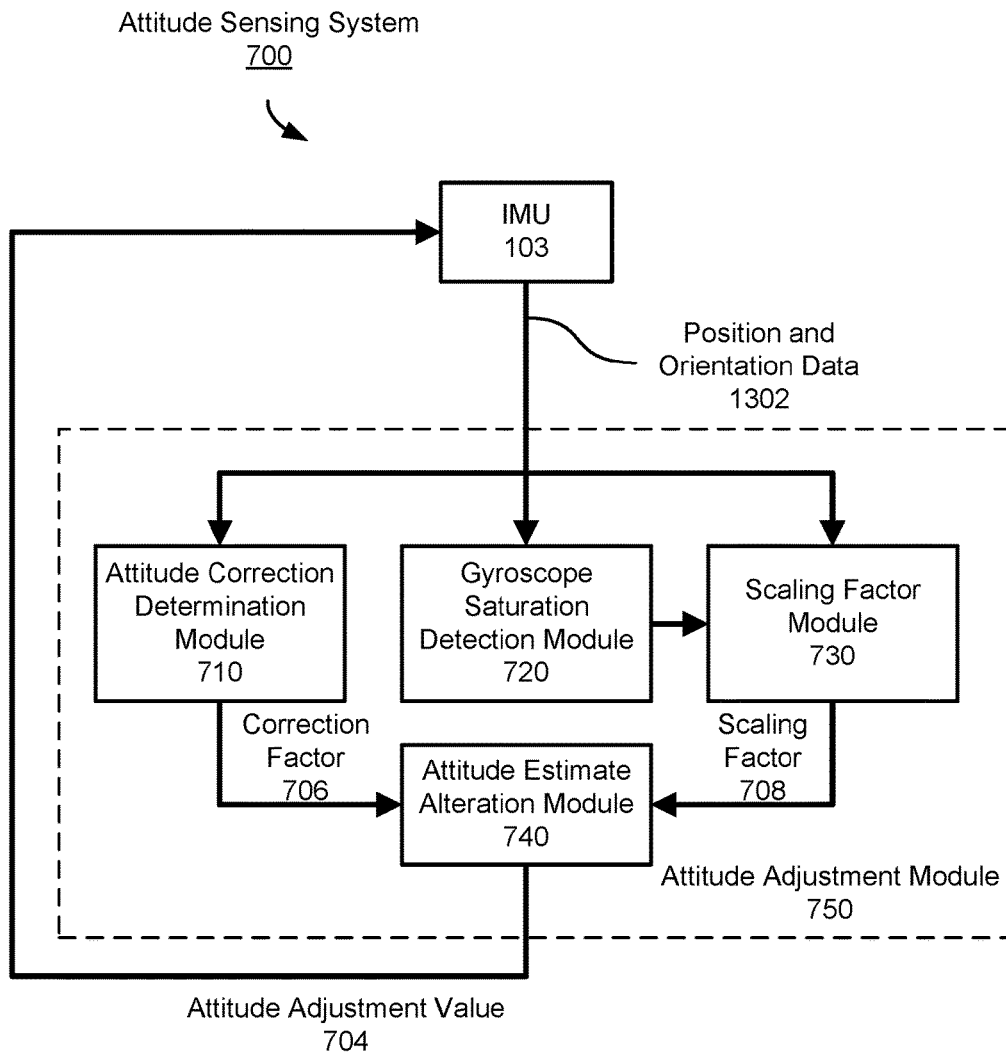 Attitude Sensing System
700
IMU
103
Position and
Orientation Data
1302
Attitude Correction
Determination
Module
710
Gyroscope
Saturation
Detection Module
720
Scaling Factor
Module
730
Correction
Factor
706
Scaling
Factor
708
Attitude Estimate
Alteration Module
740
Attitude Adjustment Module
750
Attitude Adjustment Value
704